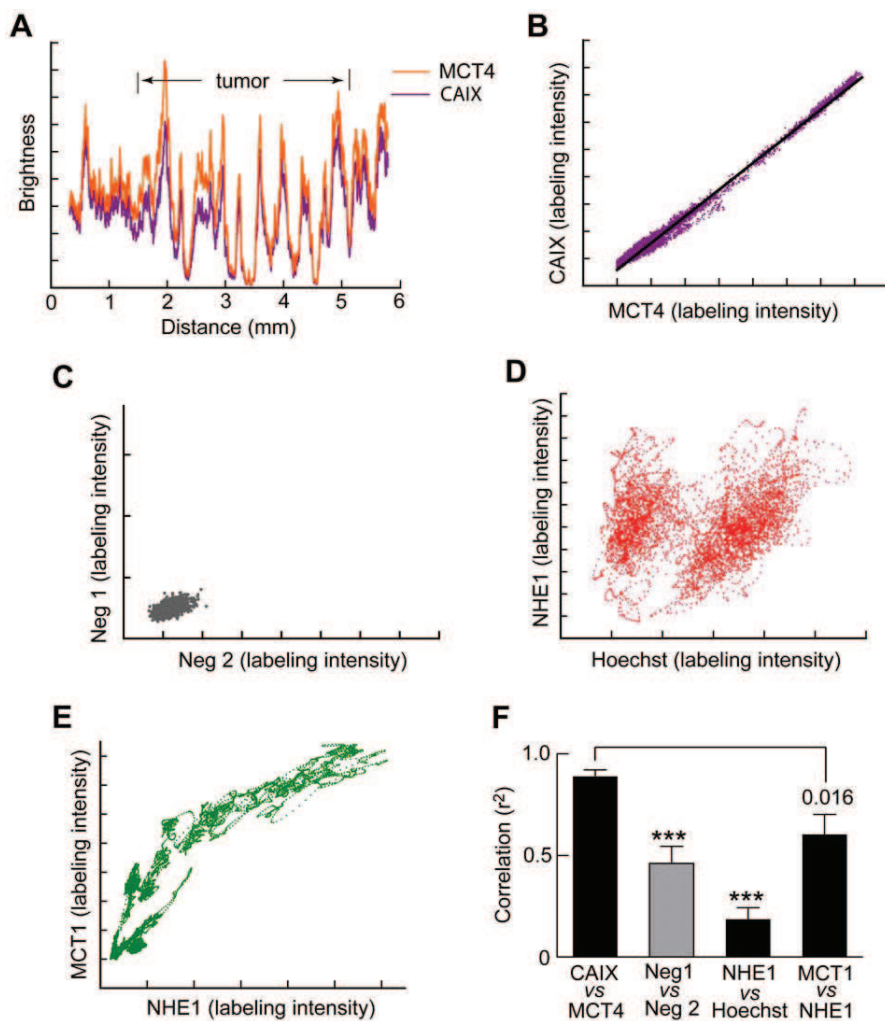 A
Brightness
tumor
MCT4
CAIX
0 1 2 3 4 5 6
Distance (mm)
B
CAIX (labeling intensity)
MCT4 (labeling intensity)
C
Neg 1 (labeling intensity)
Neg 2 (labeling intensity)
D
NHE1 (labeling intensity)
Hoechst (labeling intensity)
E
MCT1 (labeling intensity)
NHE1 (labeling intensity)
F
Correlation (r²)
1.0
0.5
0
***
***
0.016
CAIX Neg1 NHE1 MCT1
vs vs vs vs
MCT4 Neg 2 Hoechst NHE1